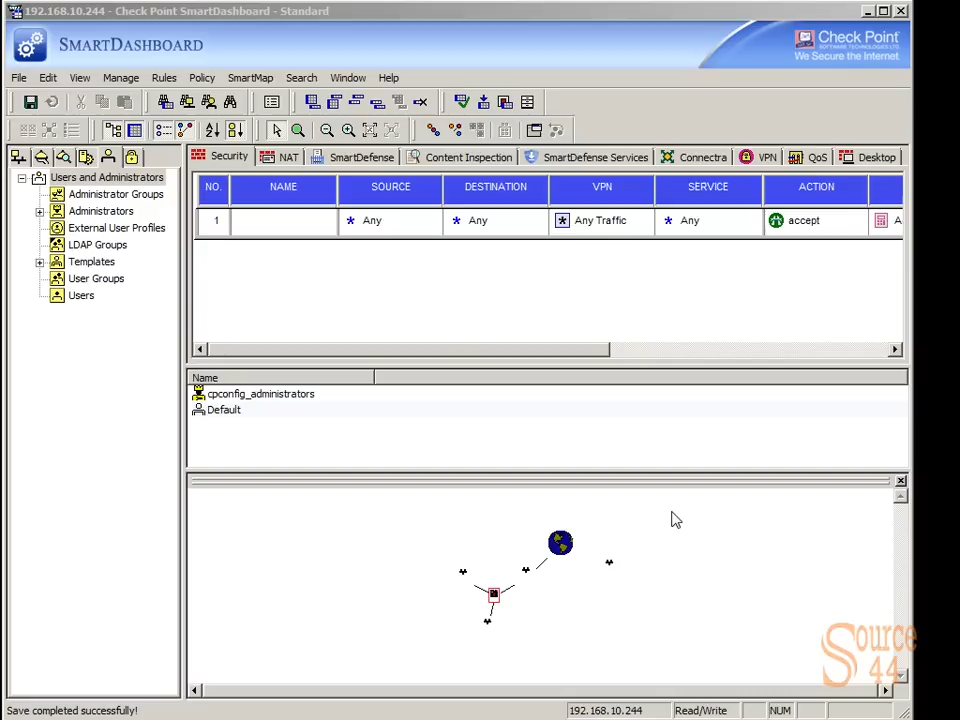 192.168.10.244 - Check Point SmartDashboard - Standard
SMARTDASHBOARD
Check Point
SOFTWARE TECHNOLOGIES LTD.
We Secure the Internet.
File Edit View Manage Rules Policy SmartMap Search Window Help
Security NAT SmartDefense Content Inspection SmartDefense Services Connectra VPN QoS Desktop
Users and Administrators
Administrator Groups
Administrators
External User Profiles
LDAP Groups
Templates
User Groups
Users
NO. NAME SOURCE DESTINATION VPN SERVICE ACTION
1 * Any * Any * Any Traffic * Any accept A
Name
cpconfig_administrators
Default
Source
44
Save completed successfully! 192.168.10.244 Read/Write NUM